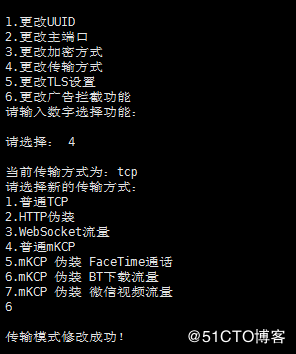 1.更改UUID
2.更改主端口
3.更改加密方式
4.更改传输方式
5.更改TLS设置
6.更改广告拦截功能
请输入数字选择功能：
请选择： 4
当前传输方式为：tcp
请选择新的传输方式：
1.普通TCP
2.HTTP伪装
3.WebSocket流量
4.普通mKCP
5.mKCP 伪装 FaceTime通话
6.mKCP 伪装 BT下载流量
7.mKCP 伪装 微信视频流量
6
传输模式修改成功！
@51CTO博客